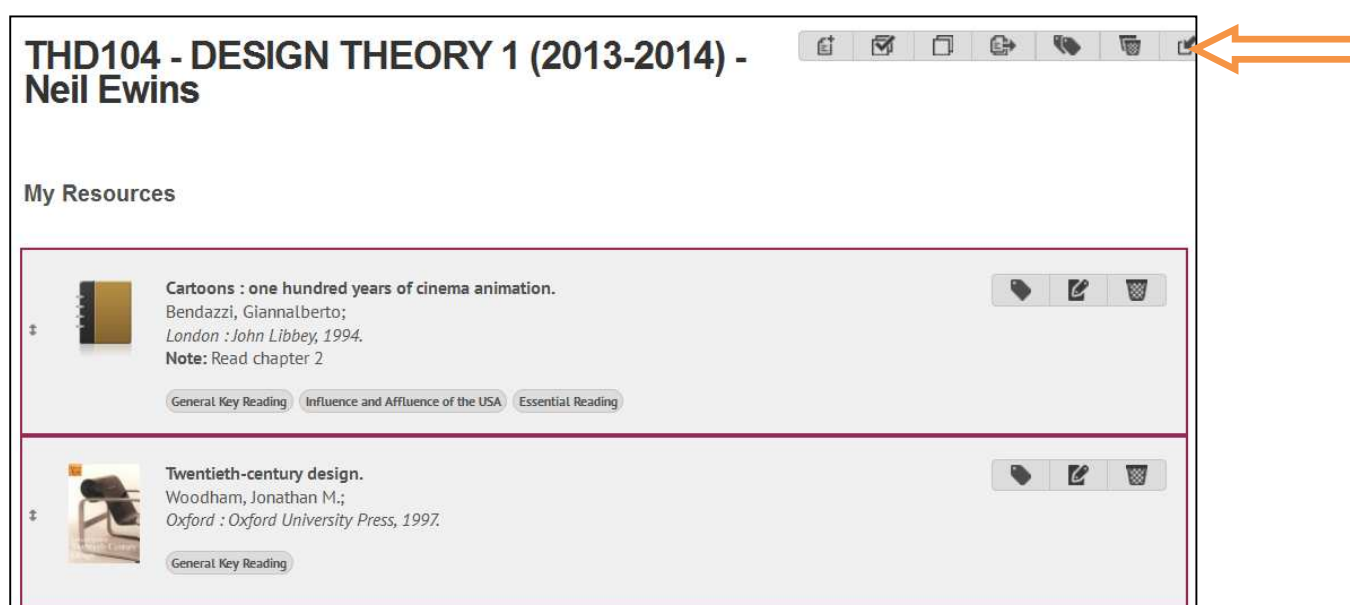 THD104 - DESIGN THEORY 1 (2013-2014) -
Neil Ewins
My Resources
Cartoons : one hundred years of cinema animation.
Bendazzi, Giannalberto;
London : John Libbey, 1994.
Note: Read chapter 2
General Key Reading Influence and Affluence of the USA Essential Reading
Twentieth-century design.
Woodham, Jonathan M.;
Oxford : Oxford University Press, 1997.
General Key Reading